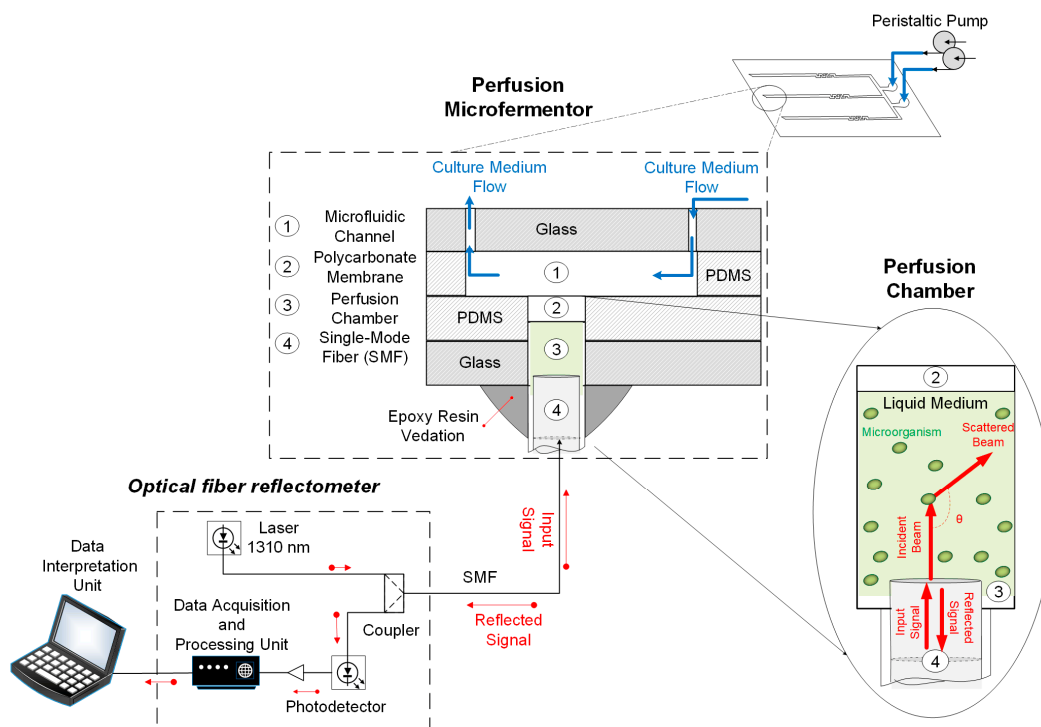 Peristaltic Pump
Perfusion
Microfermentor
Culture Medium
Flow
Culture Medium
Flow
1
Microfluidic
Channel
2
Polycarbonate
Membrane
3
Perfusion
Chamber
4
Single-Mode
Fiber (SMF)
Glass
1
PDMS
2
PDMS
3
Glass
4
Epoxy Resin
Vedation
Perfusion
Chamber
2
Liquid Medium
Microorganism
Scattered
Beam
θ
Incident
Beam
3
Input
Signal
Reflected
Signal
4
Optical fiber reflectometer
Laser
1310 nm
Input
Signal
SMF
Reflected
Signal
Coupler
Data
Interpretation
Unit
Data Acquisition
and
Processing Unit
Photodetector